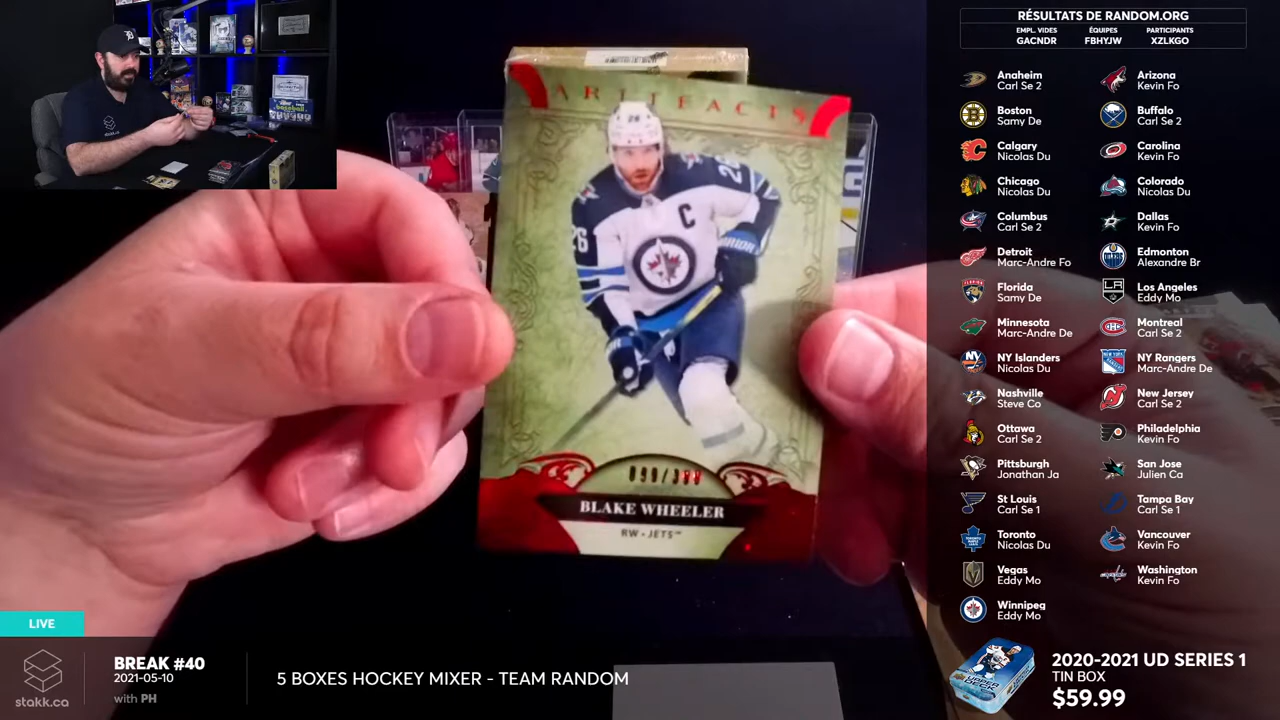 RÉSULTATS DE RANDOM.ORG
EMPL. VIDES ÉQUIPES PARTICIPANTS
GACNDR FBHYJW XZLKGO
Anaheim
Carl Se 2
Arizona
Kevin Fo
Boston
Samy De
Buffalo
Carl Se 2
Calgary
Nicolas Du
Carolina
Kevin Fo
Chicago
Nicolas Du
Colorado
Nicolas Du
Columbus
Carl Se 2
Dallas
Kevin Fo
Detroit
Marc-Andre Fo
Edmonton
Alexandre Br
Florida
Samy De
Los Angeles
Eddy Mo
Minnesota
Marc-Andre De
Montreal
Carl Se 2
NY Islanders
Nicolas Du
NY Rangers
Marc-Andre De
Nashville
Steve Co
New Jersey
Carl Se 2
Ottawa
Carl Se 2
Philadelphia
Kevin Fo
Pittsburgh
Jonathan Ja
San Jose
Julien Ca
St Louis
Carl Se 1
Tampa Bay
Carl Se 1
Toronto
Nicolas Du
Vancouver
Kevin Fo
Vegas
Eddy Mo
Washington
Kevin Fo
Winnipeg
Eddy Mo
ARTIFACTS
26
26
C
BLAKE WHEELER
RW - JETS™
LIVE
stakk.ca
BREAK #40
2021-05-10
with PH
5 BOXES HOCKEY MIXER - TEAM RANDOM
2020-2021 UD SERIES 1
TIN BOX
$59.99